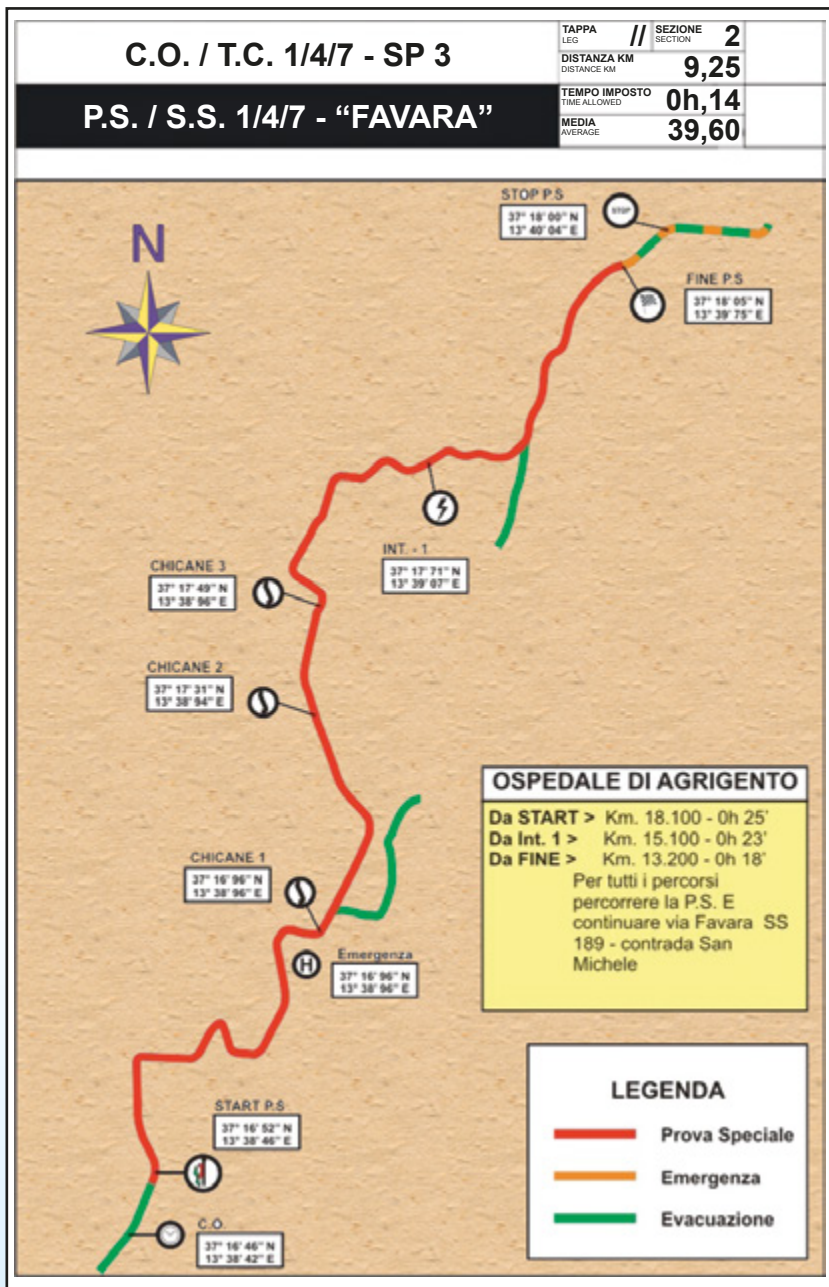 C.O. / T.C. 1/4/7 - SP 3
P.S. / S.S. 1/4/7 - “FAVARA”
TAPPA
LEG
//
SEZIONE
SECTION
2
DISTANZA KM
DISTANCE KM
9,25
TEMPO IMPOSTO
TIME ALLOWED
0h,14
MEDIA
AVERAGE
39,60
STOP P.S
37° 18' 00" N
13° 40' 04" E
STOP
N
FINE P.S
37° 18' 05" N
13° 39' 75" E
INT. - 1
37° 17' 71" N
13° 39' 07" E
CHICANE 3
37° 17' 49" N
13° 38' 96" E
CHICANE 2
37° 17' 31" N
13° 38' 94" E
CHICANE 1
37° 16' 96" N
13° 38' 96" E
H
Emergenza
37° 16' 96" N
13° 38' 96" E
START P.S
37° 16' 52" N
13° 38' 46" E
C.O.
37° 16' 46" N
13° 38' 42" E
OSPEDALE DI AGRIGENTO
Da START > Km. 18.100 - 0h 25'
Da Int. 1 > Km. 15.100 - 0h 23'
Da FINE > Km. 13.200 - 0h 18'
Per tutti i percorsi
percorrere la P.S. E
continuare via Favara SS
189 - contrada San
Michele
LEGENDA
Prova Speciale
Emergenza
Evacuazione